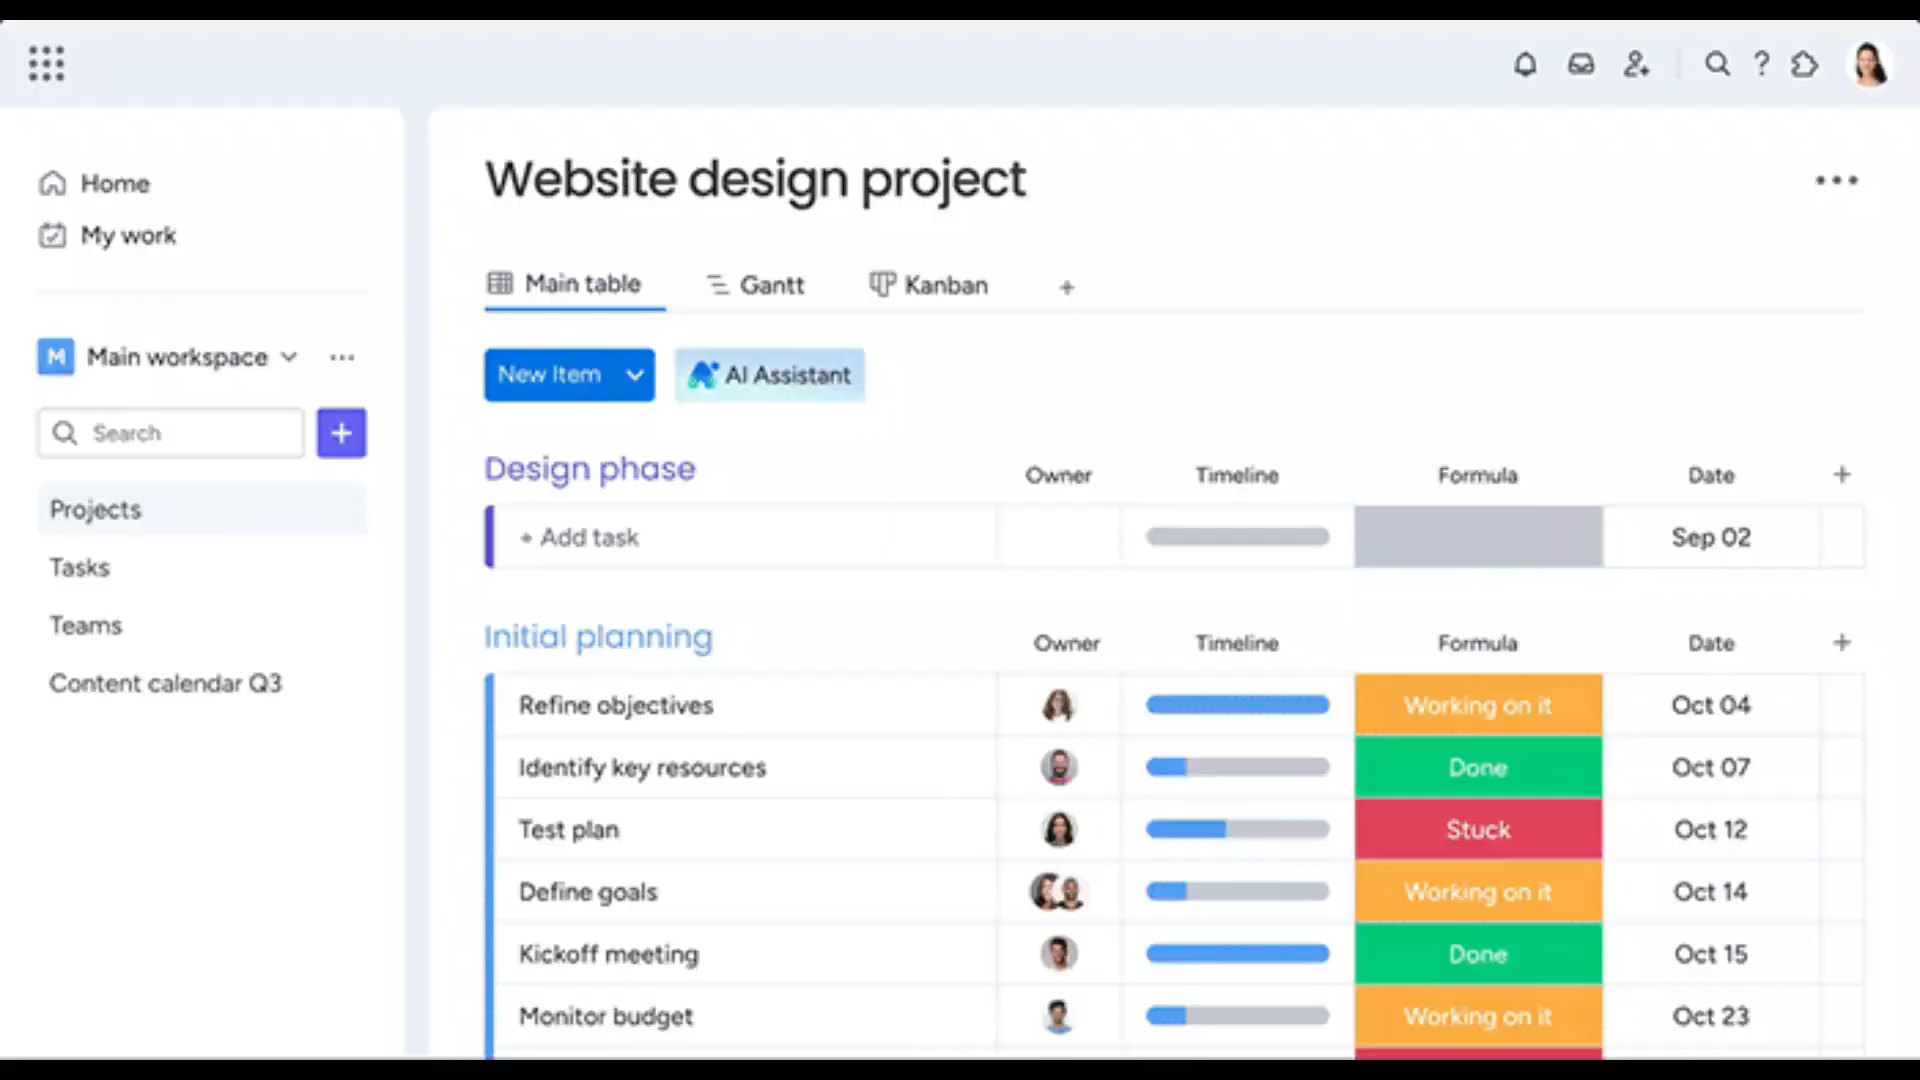 Home
My work
M Main workspace
Search
+
Projects
Tasks
Teams
Content calendar Q3
?
Website design project
Main table Gantt Kanban +
New Item AI Assistant
Design phase Owner Timeline Formula Date +
+ Add task Sep 02
Initial planning Owner Timeline Formula Date +
Refine objectives Working on it Oct 04
Identify key resources Done Oct 07
Test plan Stuck Oct 12
Define goals Working on it Oct 14
Kickoff meeting Done Oct 15
Monitor budget Working on it Oct 23